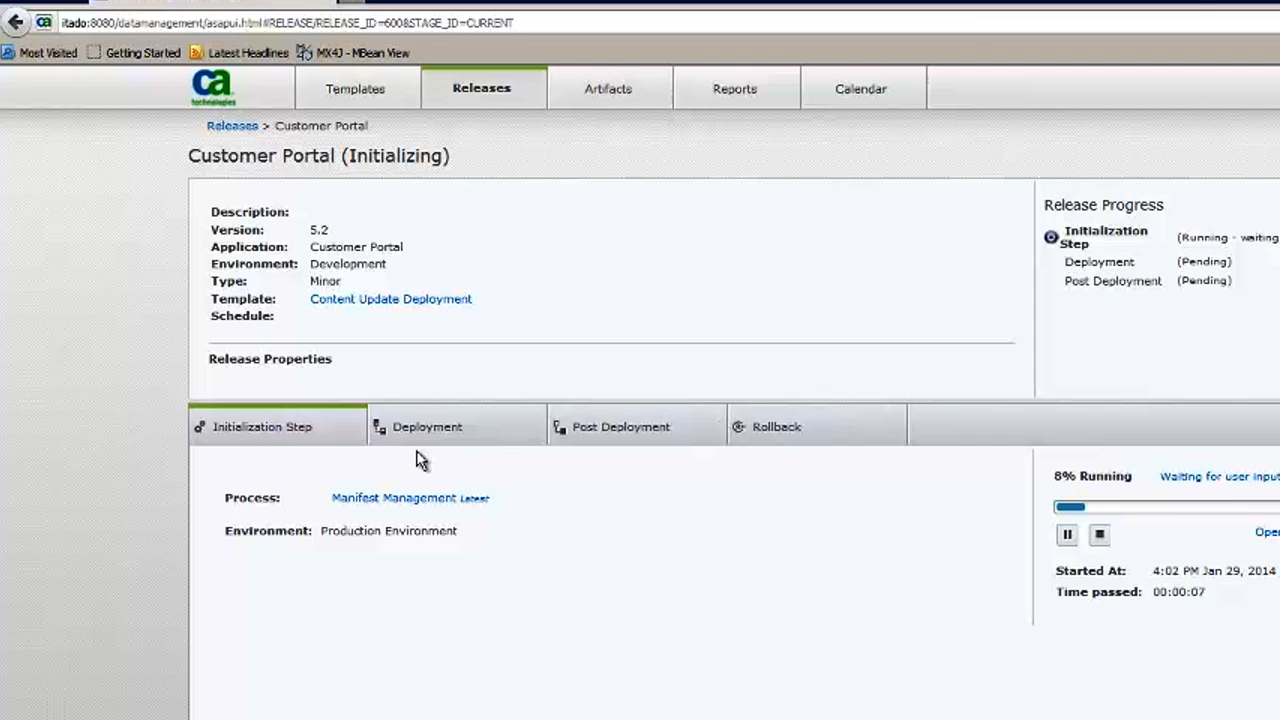 itado:8080/datamanagement/asapui.html#RELEASE/RELEASE_ID=600&STAGE_ID=CURRENT
Most Visited Getting Started Latest Headlines MX4J - MBean View
ca technologies
Templates Releases Artifacts Reports Calendar
Releases > Customer Portal
Customer Portal (Initializing)
Description:
Version: 5.2
Application: Customer Portal
Environment: Development
Type: Minor
Template: Content Update Deployment
Schedule:
Release Properties
Release Progress
Initialization Step (Running - waiting
Deployment (Pending)
Post Deployment (Pending)
Initialization Step Deployment Post Deployment Rollback
Process: Manifest Management Latest
Environment: Production Environment
8% Running Waiting for user input
Open
Started At: 4:02 PM Jan 29, 2014
Time passed: 00:00:07